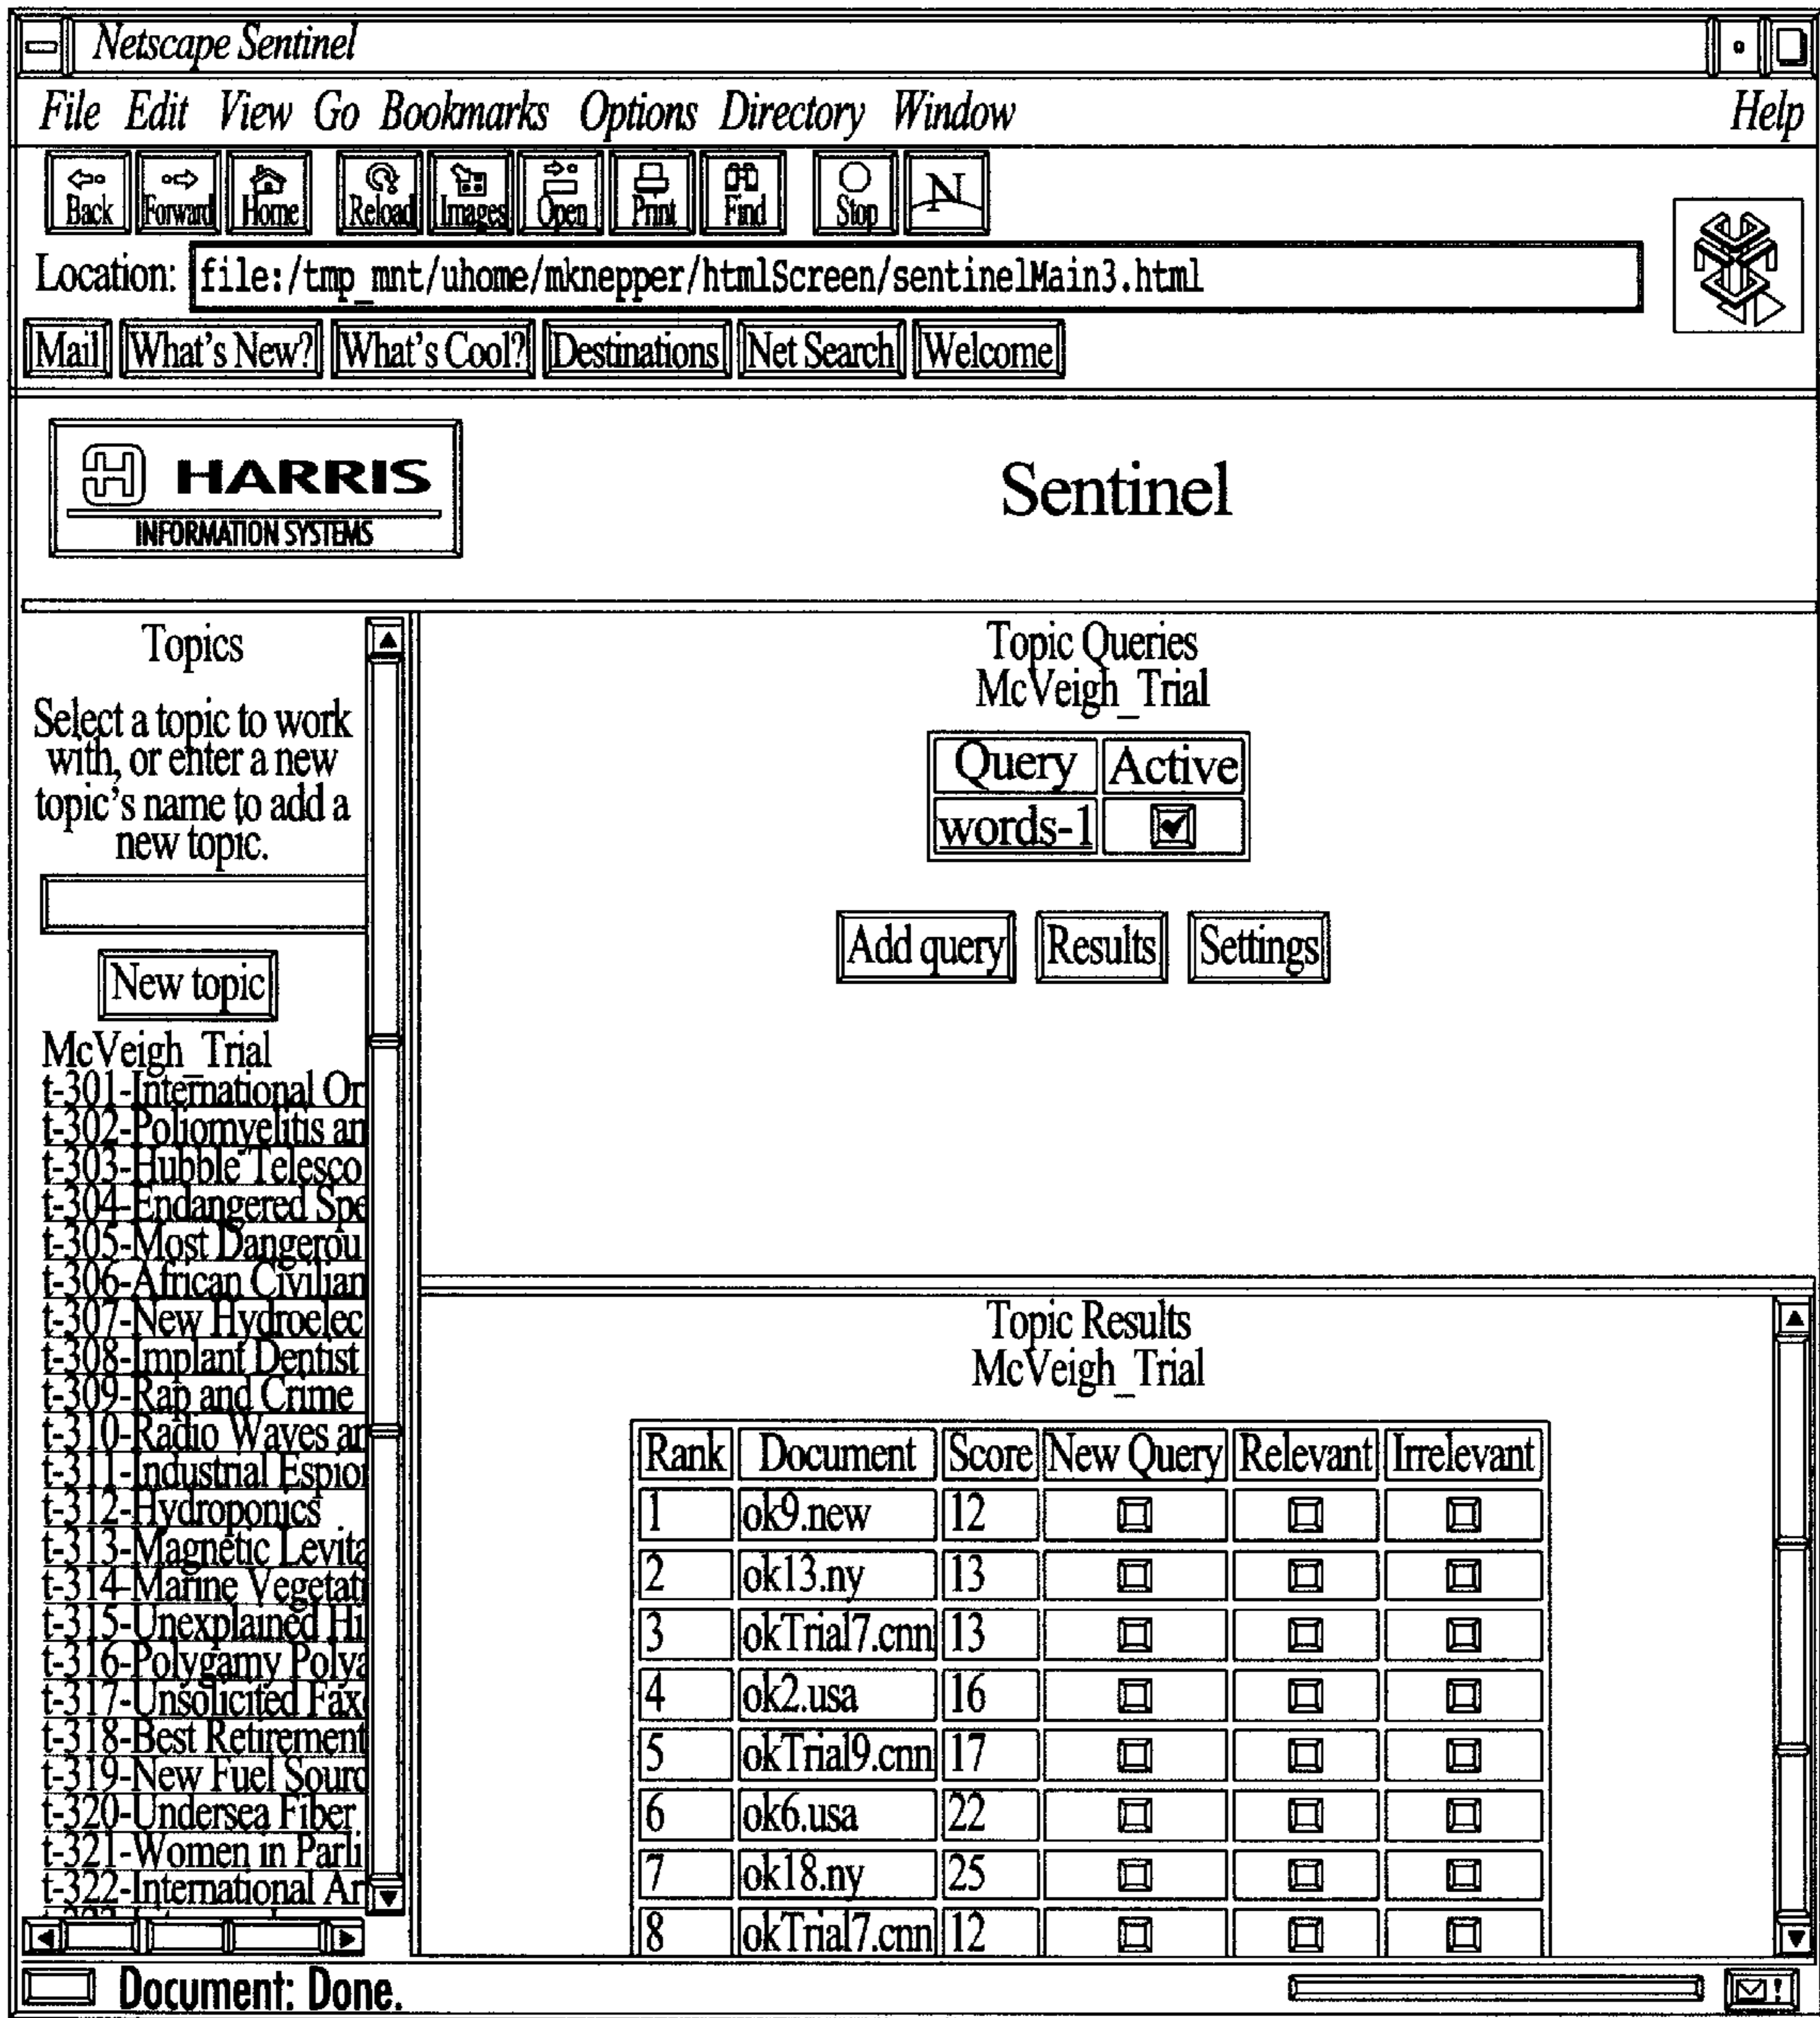 Netscape Sentinel
File Edit View Go Bookmarks Options Directory Window Help
Back Forward Home Reload Images Open Print Find Stop N
Location: file:/tmp_mnt/uhome/mknepper/htmlScreen/sentinelMain3.html
Mail What's New? What's Cool? Destinations Net Search Welcome
HARRIS
INFORMATION SYSTEMS
Sentinel
Topics
Select a topic to work
with, or enter a new
topic's name to add a
new topic.
New topic
McVeigh_Trial
t-301-International Or
t-302-Poliomyelitis an
t-303-Hubble Telesco
t-304-Endangered Spe
t-305-Most Dangerou
t-306-African Civilian
t-307-New Hydroelec
t-308-Implant Dentist
t-309-Rap and Crime
t-310-Radio Waves an
t-311-Industrial Espion
t-312-Hydroponics
t-313-Magnetic Levita
t-314-Marine Vegetati
t-315-Unexplained Hi
t-316-Polygamy Polya
t-317-Unsolicited Faxe
t-318-Best Retirement
t-319-New Fuel Sourc
t-320-Undersea Fiber
t-321-Women in Parli
t-322-International Ar
Topic Queries
McVeigh_Trial
Query Active
words-1
Add query Results Settings
Topic Results
McVeigh_Trial
Rank Document Score New Query Relevant Irrelevant
1 ok9.new 12
2 ok13.ny 13
3 okTrial7.cnn 13
4 ok2.usa 16
5 okTrial9.cnn 17
6 ok6.usa 22
7 ok18.ny 25
8 okTrial7.cnn 12
Document: Done.